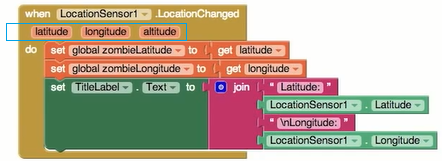 when LocationSensor1 .LocationChanged
latitude longitude altitude
do set global zombieLatitude to get latitude
set global zombieLongitude to get longitude
set TitleLabel . Text to join " Latitude: "
LocationSensor1 . Latitude
" \nLongitude: "
LocationSensor1 . Longitude